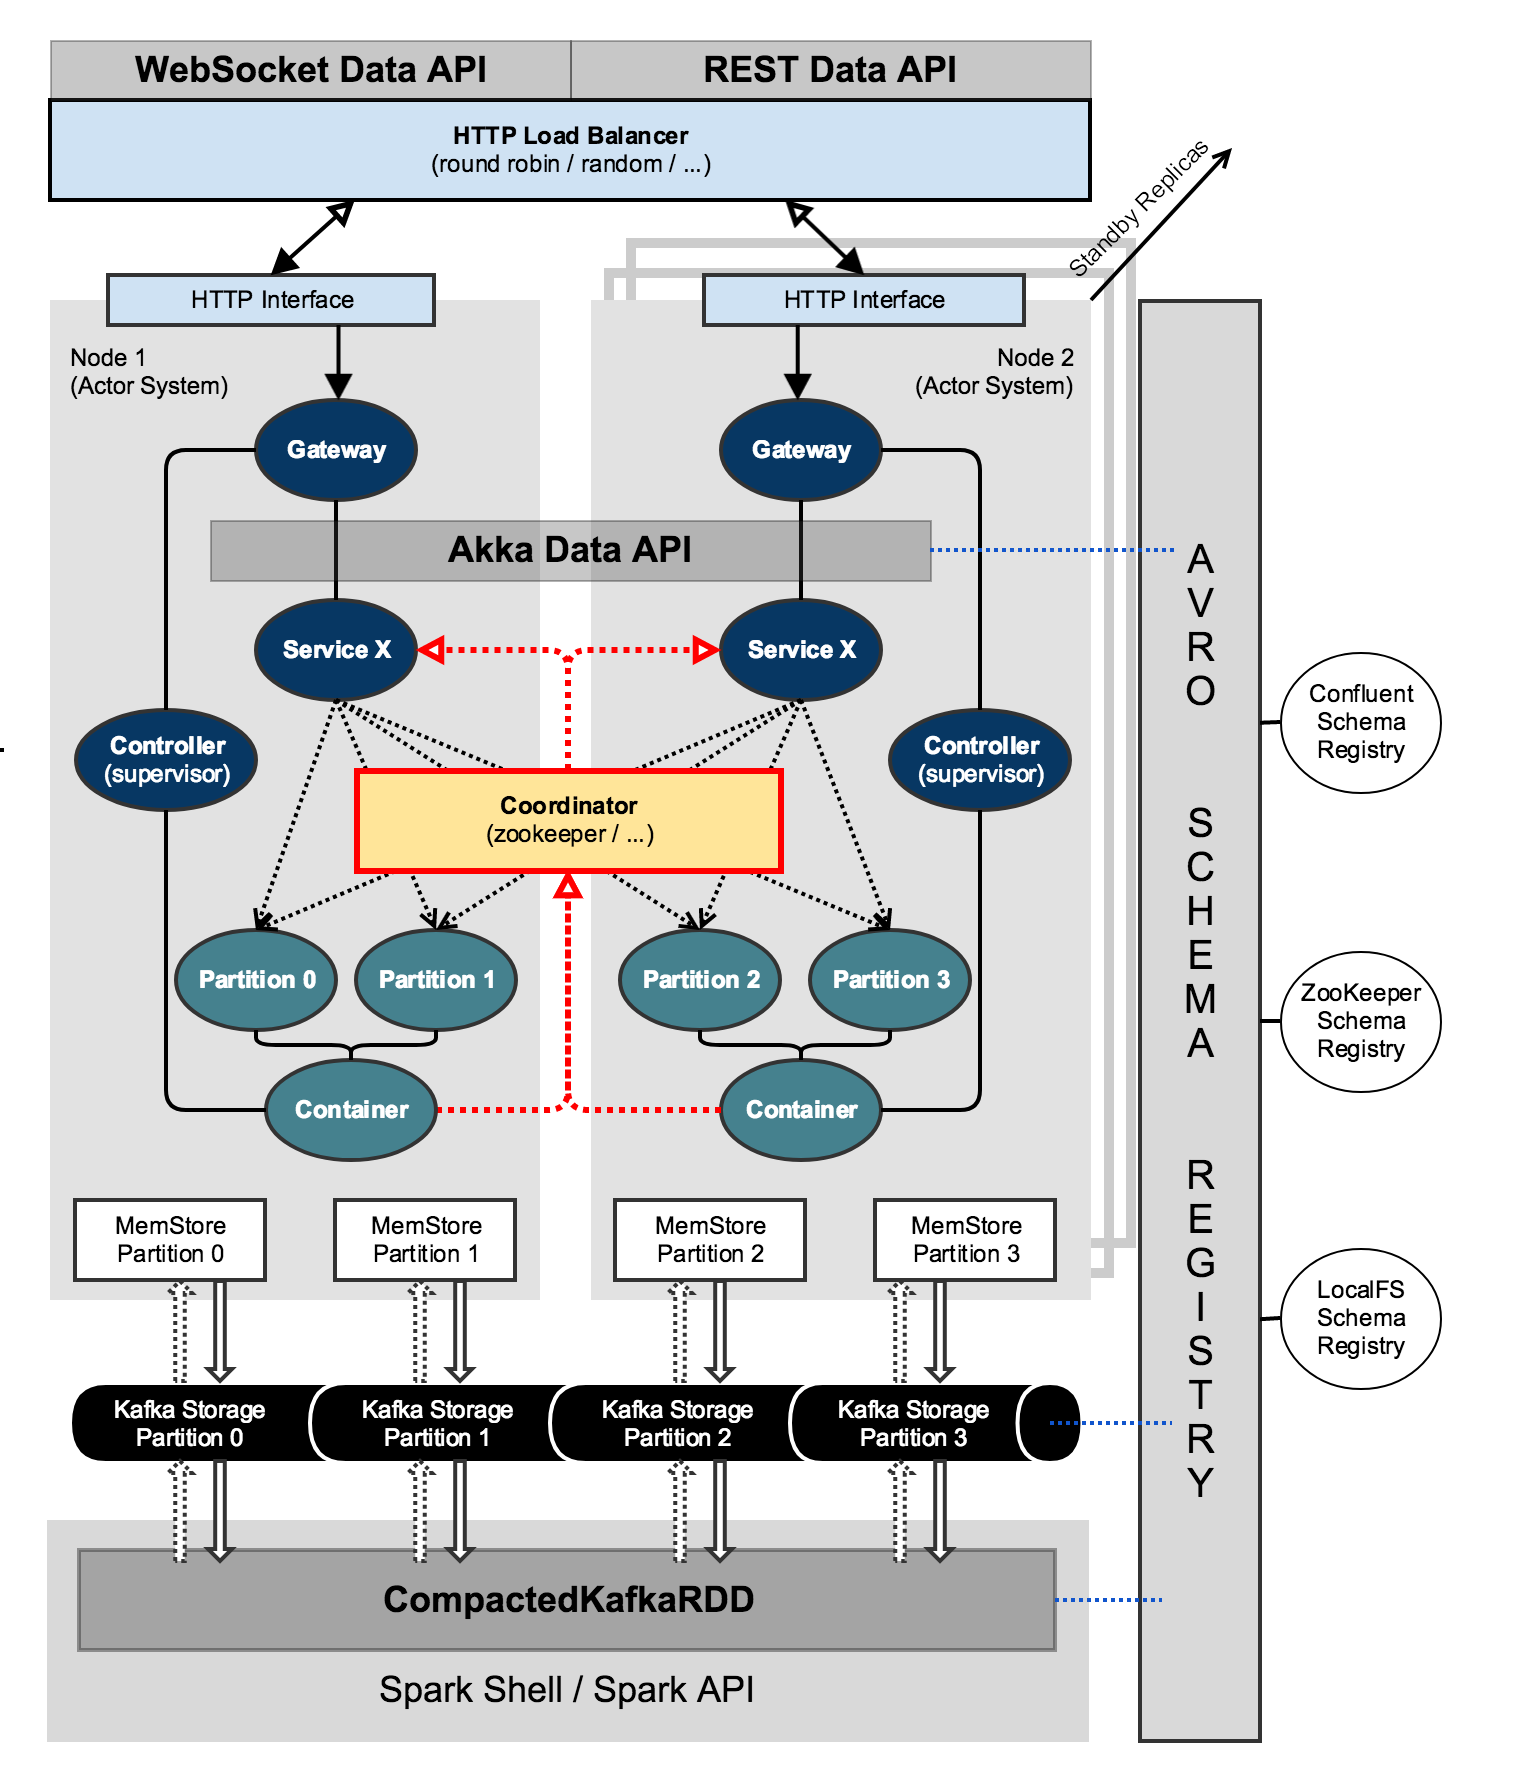 WebSocket Data API
REST Data API
HTTP Load Balancer
(round robin / random / ...)
Standby Replicas
HTTP Interface
HTTP Interface
Node 1
(Actor System)
Node 2
(Actor System)
Gateway
Gateway
Akka Data API
Service X
Service X
Controller
(supervisor)
Controller
(supervisor)
Coordinator
(zookeeper / ...)
Partition 0
Partition 1
Partition 2
Partition 3
Container
Container
MemStore
Partition 0
MemStore
Partition 1
MemStore
Partition 2
MemStore
Partition 3
Kafka Storage
Partition 0
Kafka Storage
Partition 1
Kafka Storage
Partition 2
Kafka Storage
Partition 3
CompactedKafkaRDD
Spark Shell / Spark API
AVRO SCHEMA REGISTRY
Confluent
Schema
Registry
ZooKeeper
Schema
Registry
LocalFS
Schema
Registry